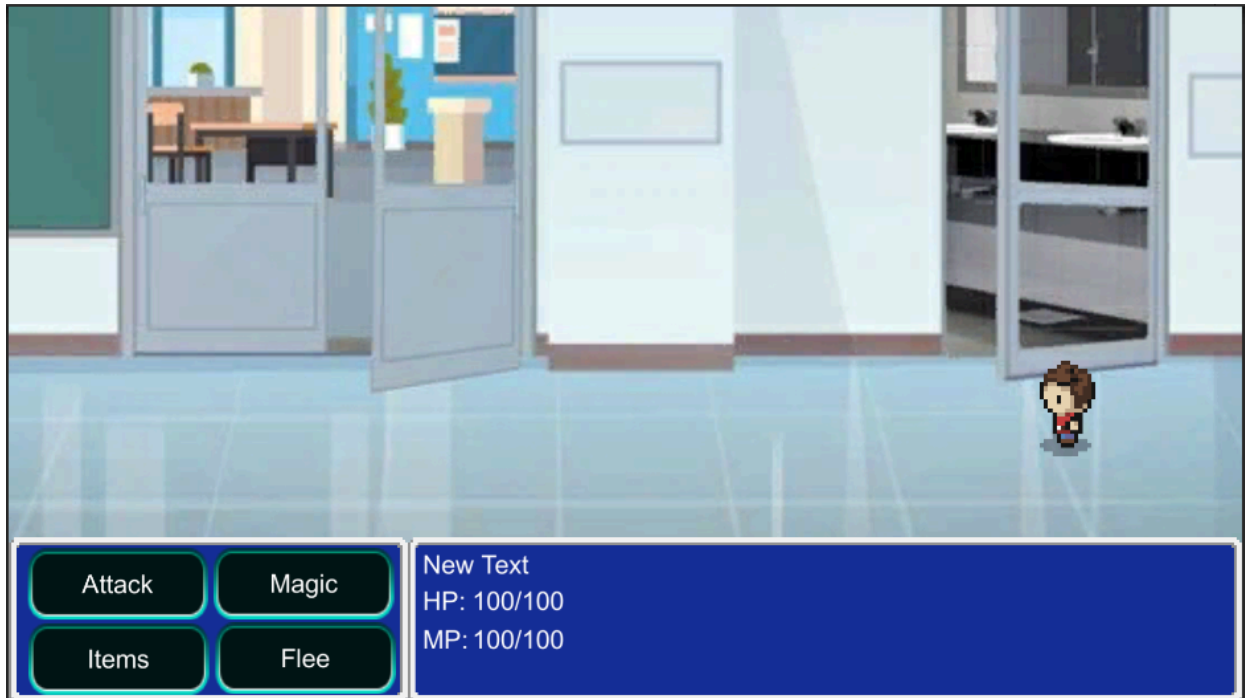 Attack
Magic
Items
Flee
New Text
HP: 100/100
MP: 100/100